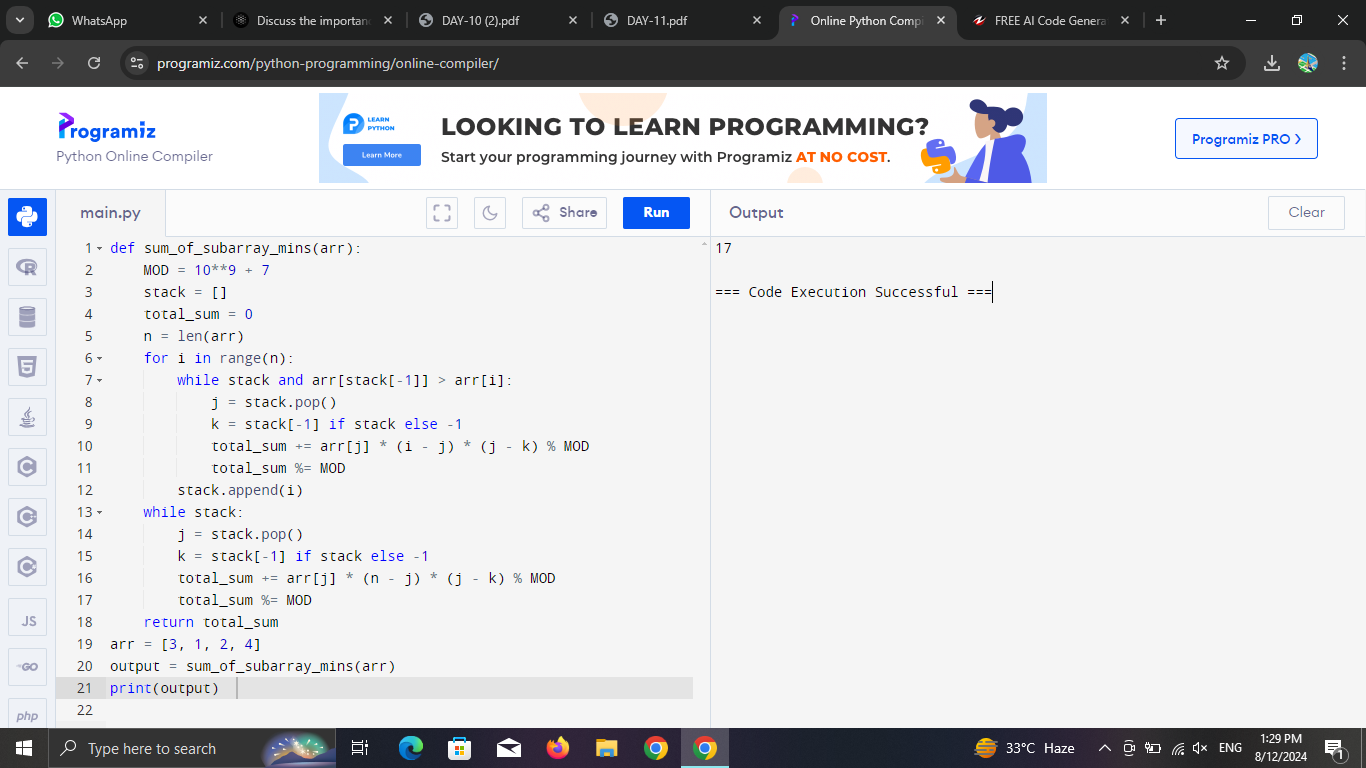 WhatsApp
Discuss the importan
DAY-10 (2).pdf
DAY-11.pdf
Online Python Compi
FREE AI Code Genera
programiz.com/python-programming/online-compiler/
Programiz
Python Online Compiler
LEARN
PYTHON
Learn More
LOOKING TO LEARN PROGRAMMING?
Start your programming journey with Programiz AT NO COST.
Programiz PRO >
main.py
Share
Run
Output
Clear
1 def sum_of_subarray_mins(arr):
2     MOD = 10**9 + 7
3     stack = []
4     total_sum = 0
5     n = len(arr)
6     for i in range(n):
7         while stack and arr[stack[-1]] > arr[i]:
8             j = stack.pop()
9             k = stack[-1] if stack else -1
10             total_sum += arr[j] * (i - j) * (j - k) % MOD
11             total_sum %= MOD
12         stack.append(i)
13     while stack:
14         j = stack.pop()
15         k = stack[-1] if stack else -1
16         total_sum += arr[j] * (n - j) * (j - k) % MOD
17         total_sum %= MOD
18     return total_sum
19 arr = [3, 1, 2, 4]
20 output = sum_of_subarray_mins(arr)
21 print(output)
22
17
=== Code Execution Successful ===
JS
GO
php
Type here to search
33°C Haze
ENG
1:29 PM
8/12/2024
1